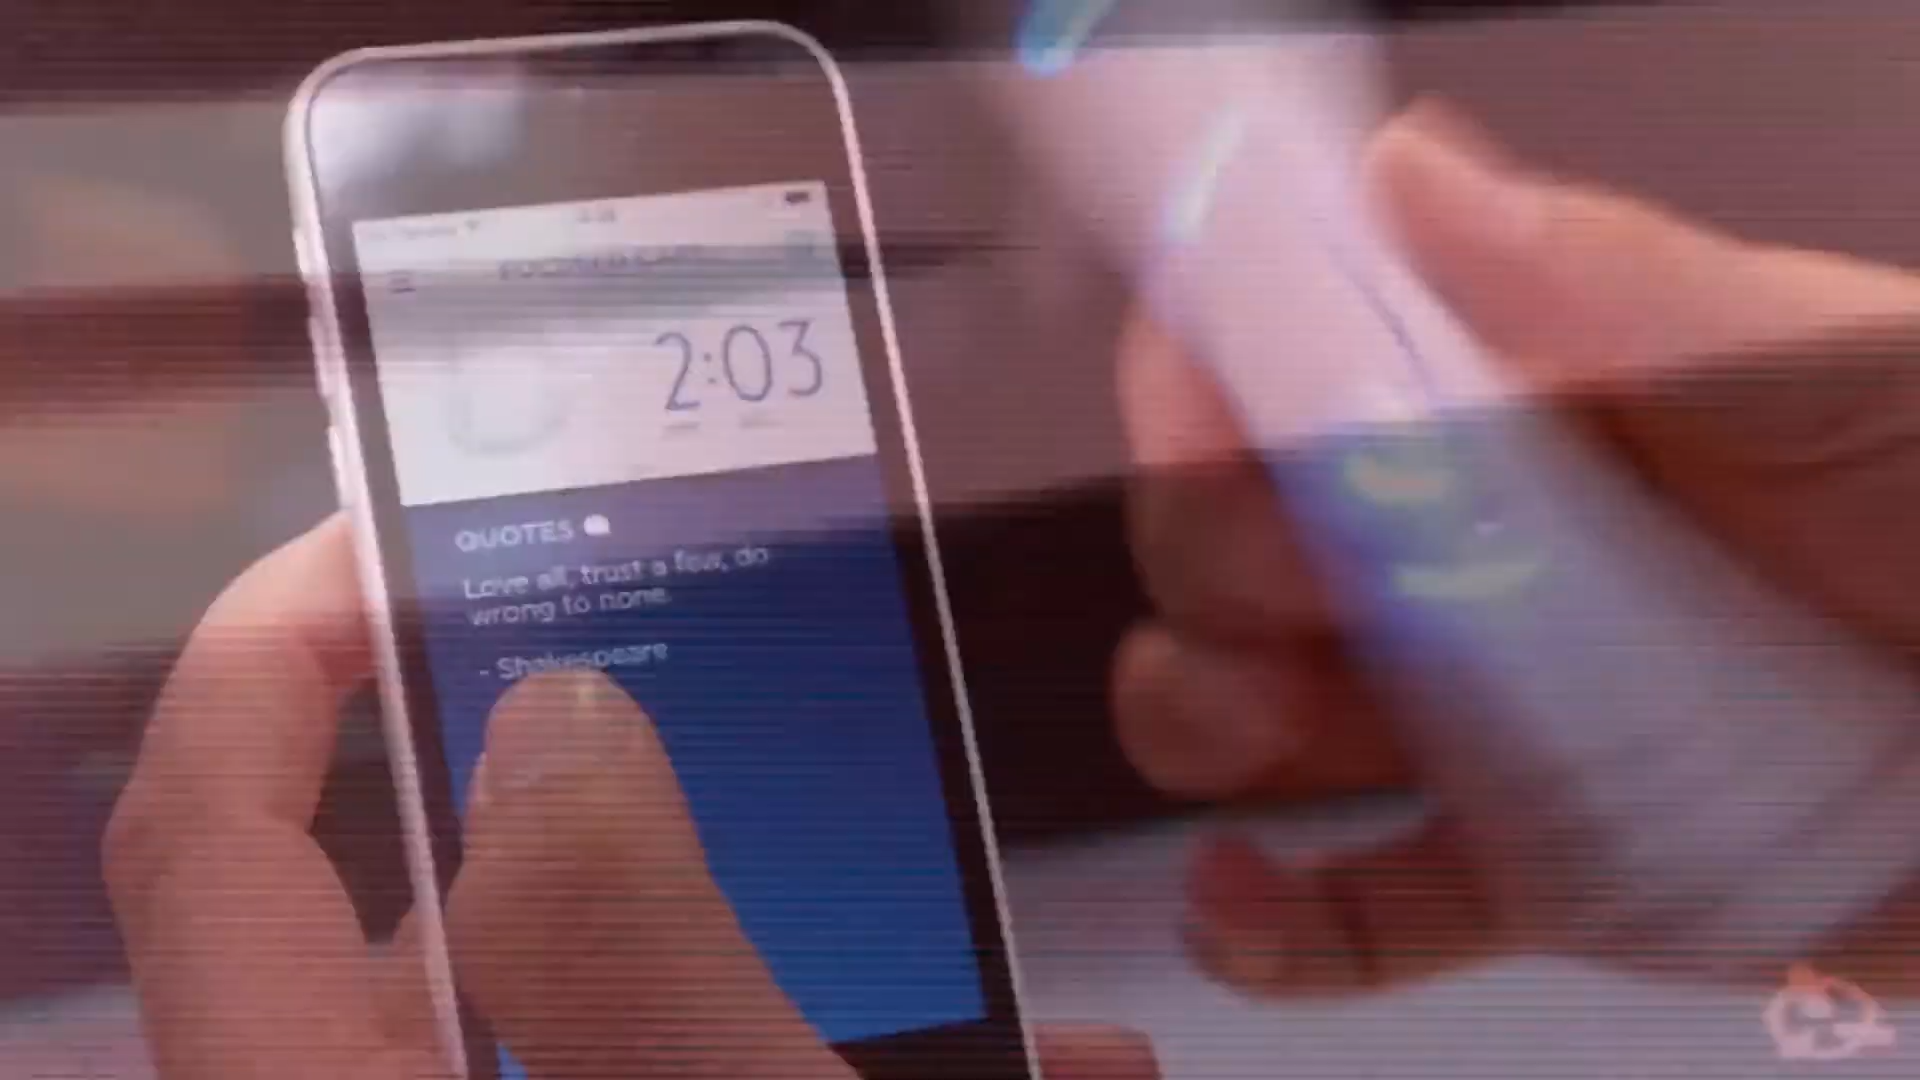 2:03
QUOTES
Love all, trust a few, do
wrong to none.
- Shakespeare